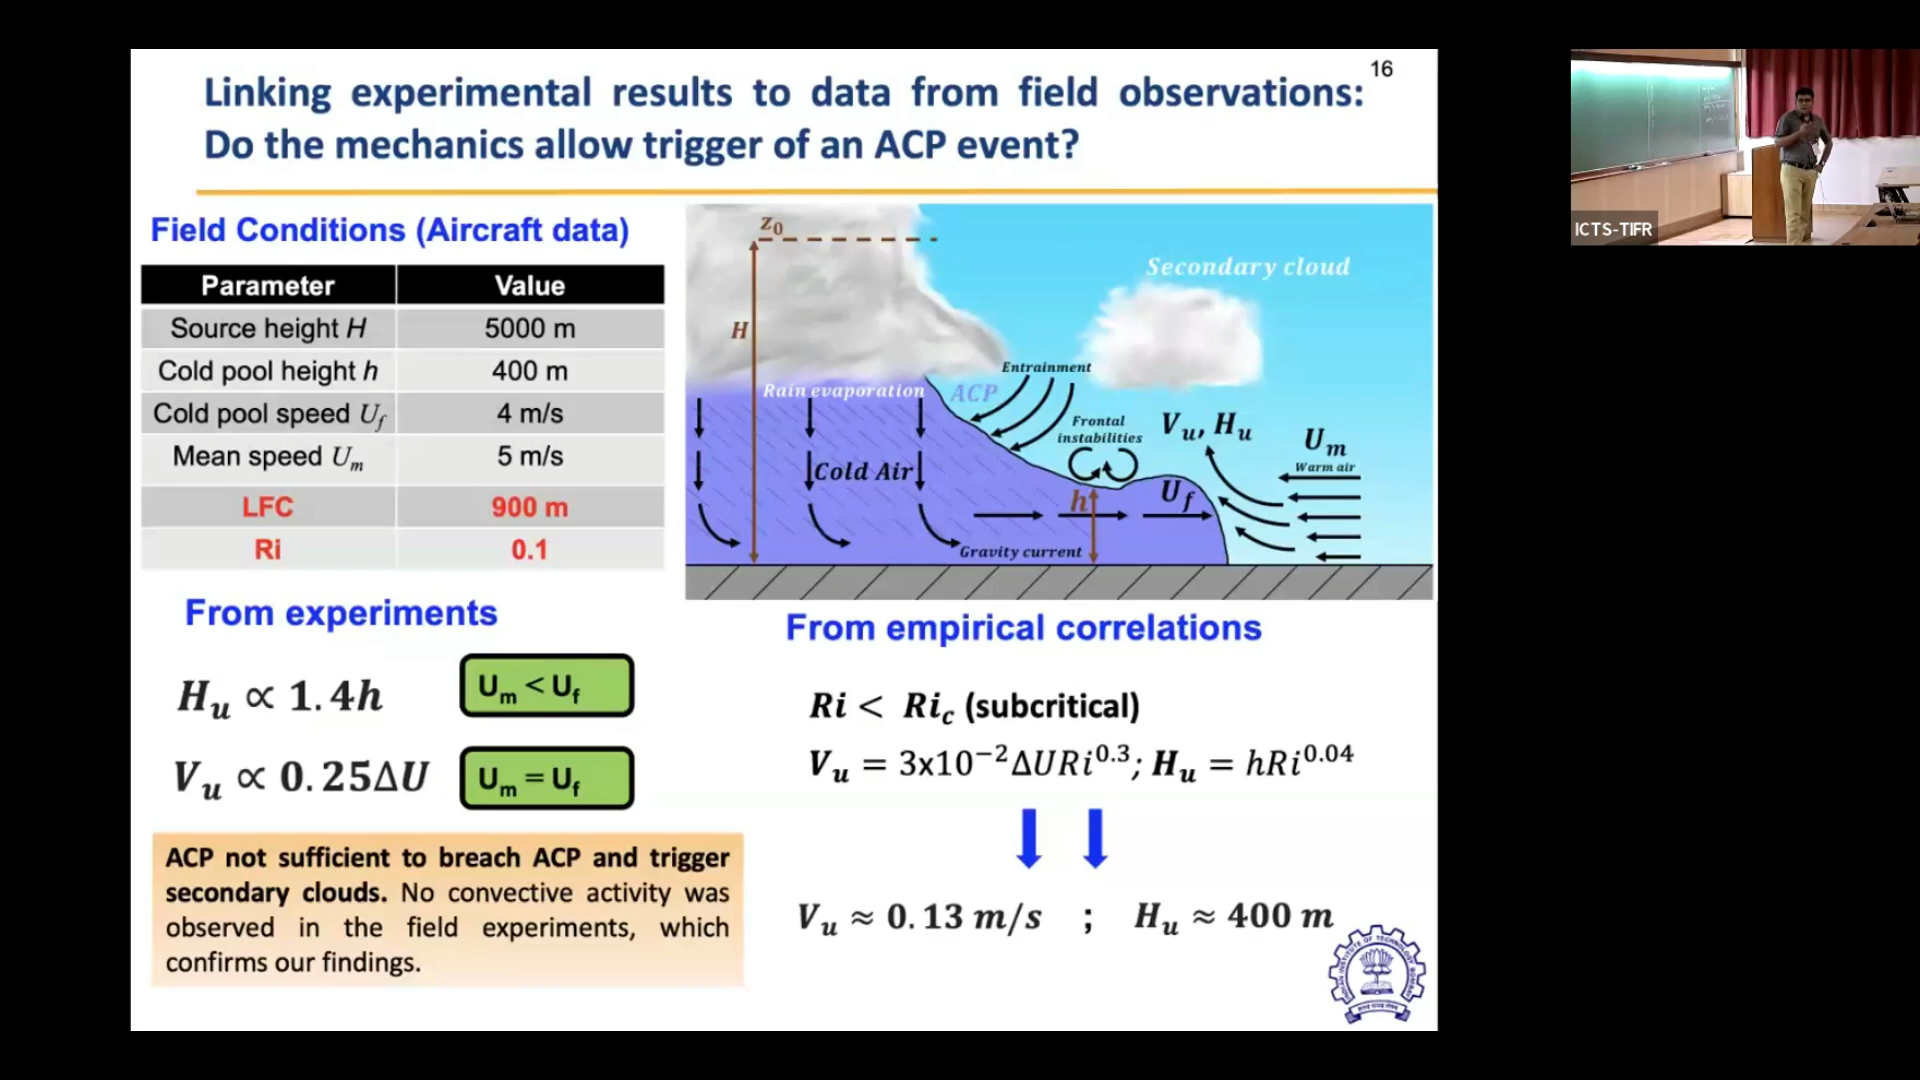 16
Linking experimental results to data from field observations:
Do the mechanics allow trigger of an ACP event?
Field Conditions (Aircraft data)
Parameter Value
Source height H 5000 m
Cold pool height h 400 m
Cold pool speed U_f 4 m/s
Mean speed U_m 5 m/s
LFC 900 m
Ri 0.1
z₀
H
Secondary cloud
Entrainment
Rain evaporation
ACP
Frontal
instabilities
V_u, H_u
U_m
Warm air
Cold Air
h
U_f
Gravity current
From experiments
H_u ∝ 1.4h
U_m < U_f
V_u ∝ 0.25ΔU
U_m = U_f
ACP not sufficient to breach ACP and trigger
secondary clouds. No convective activity was
observed in the field experiments, which
confirms our findings.
From empirical correlations
Ri < Ri_c (subcritical)
V_u = 3x10⁻²ΔURi^0.3; H_u = hRi^0.04
V_u ≈ 0.13 m/s ; H_u ≈ 400 m
ICTS-TIFR